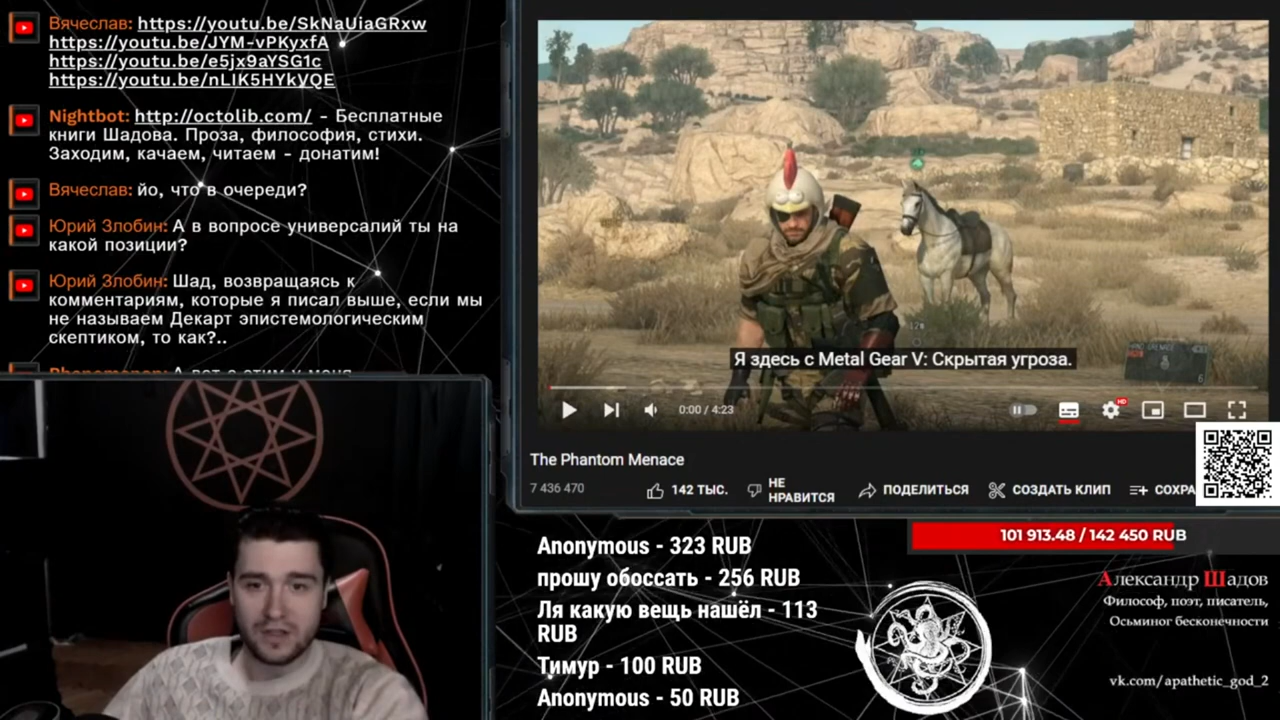 Вячеслав: https://youtu.be/SkNaUiaGRxw
https://youtu.be/JYM-vPKyxfA
https://youtu.be/e5jx9aYSG1c
https://youtu.be/nLIK5HYkVQE
Nightbot: http://octolib.com/ - Бесплатные
книги Шадова. Проза, философия, стихи.
Заходим, качаем, читаем - донатим!
Вячеслав: йо, что в очереди?
Юрий Злобин: А в вопросе универсалий ты на
какой позиции?
Юрий Злобин: Шад, возвращаясь к
комментариям, которые я писал выше, если мы
не называем Декарт эпистемологическим
скептиком, то как?..
Я здесь с Metal Gear V: Скрытая угроза.
0:00 / 4:23
HD
The Phantom Menace
7 436 470
142 ТЫС.
НЕ
НРАВИТСЯ
ПОДЕЛИТЬСЯ
СОЗДАТЬ КЛИП
СОХРА
101 913.48 / 142 450 RUB
Anonymous - 323 RUB
прошу обоссать - 256 RUB
Ля какую вещь нашёл - 113
RUB
Тимур - 100 RUB
Anonymous - 50 RUB
Александр Шадов
Философ, поэт, писатель,
Осьминог бесконечности
vk.com/apathetic_god_2